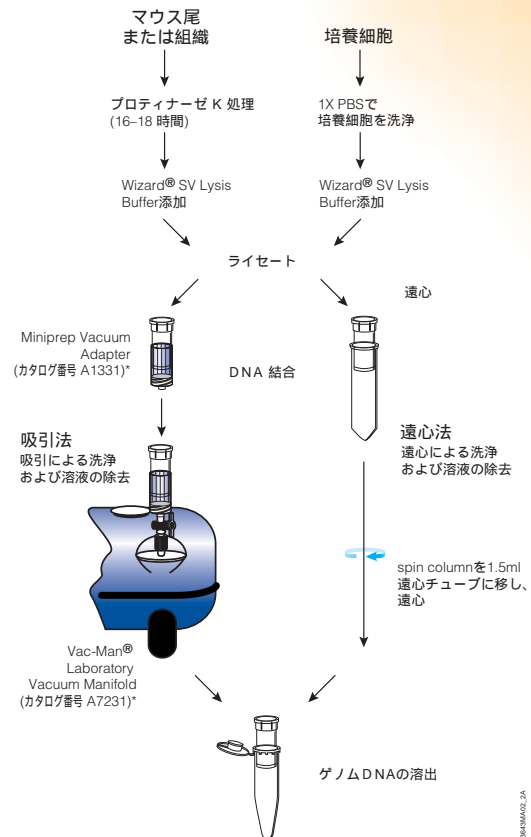 マウス尾
または組織
培養細胞
プロティナーゼ K 処理
(16–18 時間)
1X PBSで
培養細胞を洗浄
Wizard® SV Lysis
Buffer添加
Wizard® SV Lysis
Buffer添加
ライセート
遠心
Miniprep Vacuum
Adapter
(カタログ番号 A1331)*
DNA 結合
吸引法
吸引による洗浄
および溶液の除去
遠心法
遠心による洗浄
および溶液の除去
spin columnを1.5ml
遠心チューブに移し、
遠心
Vac-Man®
Laboratory
Vacuum Manifold
(カタログ番号 A7231)*
ゲノムDNAの溶出
3643MA02_2A